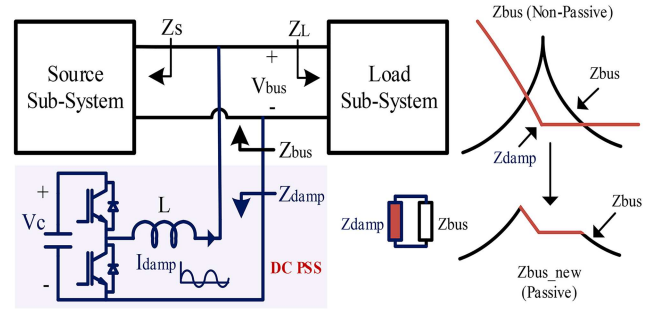 Source
Sub-System
Zs
ZL
+
Vbus
-
Load
Sub-System
Zbus
Zdamp
+
Vc
-
L
Idamp
DC PSS
Zdamp
Zbus
Zbus (Non-Passive)
Zbus
Zdamp
Zbus
Zbus_new
(Passive)